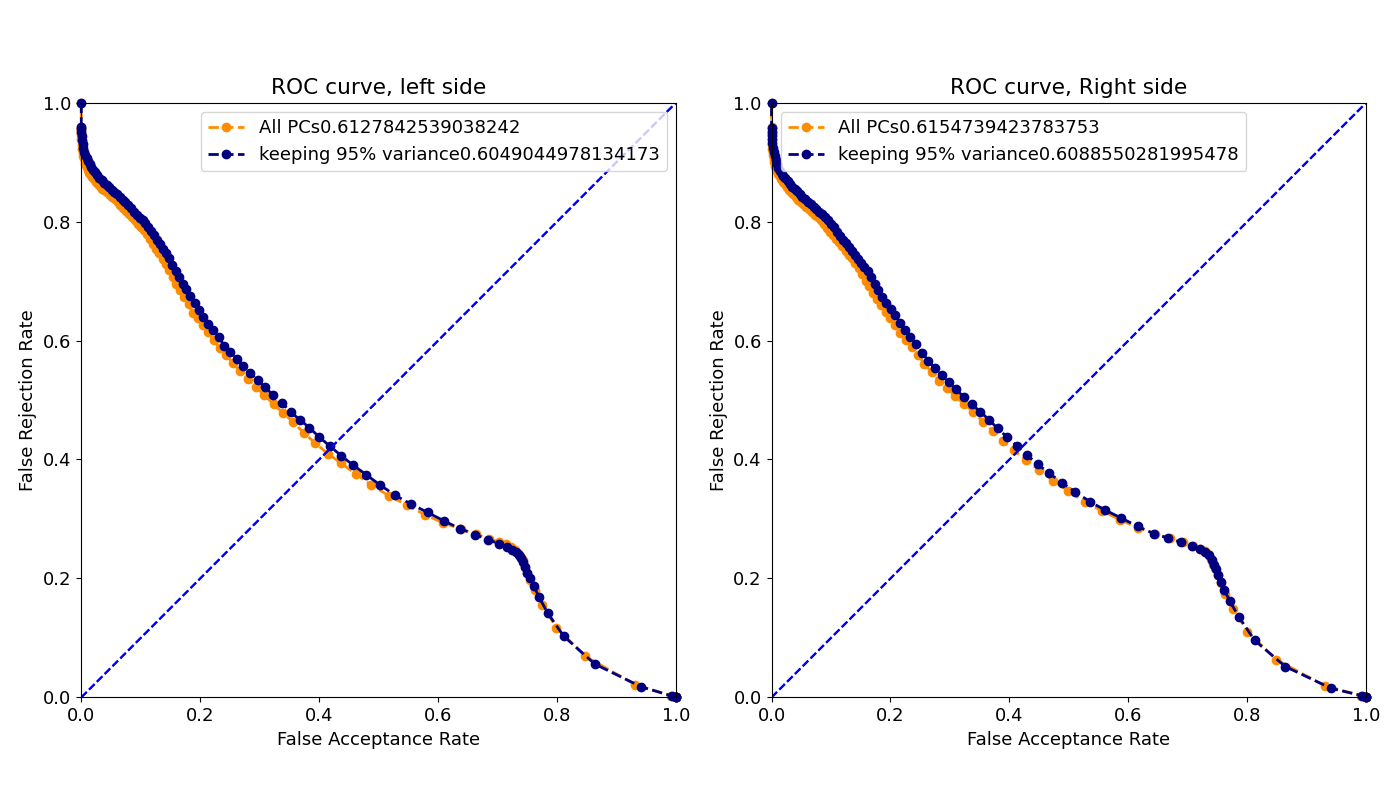 ROC curve, left side
All PCs0.6127842539038242
keeping 95% variance0.6049044978134173
1.0
0.8
0.6
0.4
0.2
0.0
False Rejection Rate
0.0 0.2 0.4 0.6 0.8 1.0
False Acceptance Rate
ROC curve, Right side
All PCs0.6154739423783753
keeping 95% variance0.6088550281995478
1.0
0.8
0.6
0.4
0.2
0.0
False Rejection Rate
0.0 0.2 0.4 0.6 0.8 1.0
False Acceptance Rate